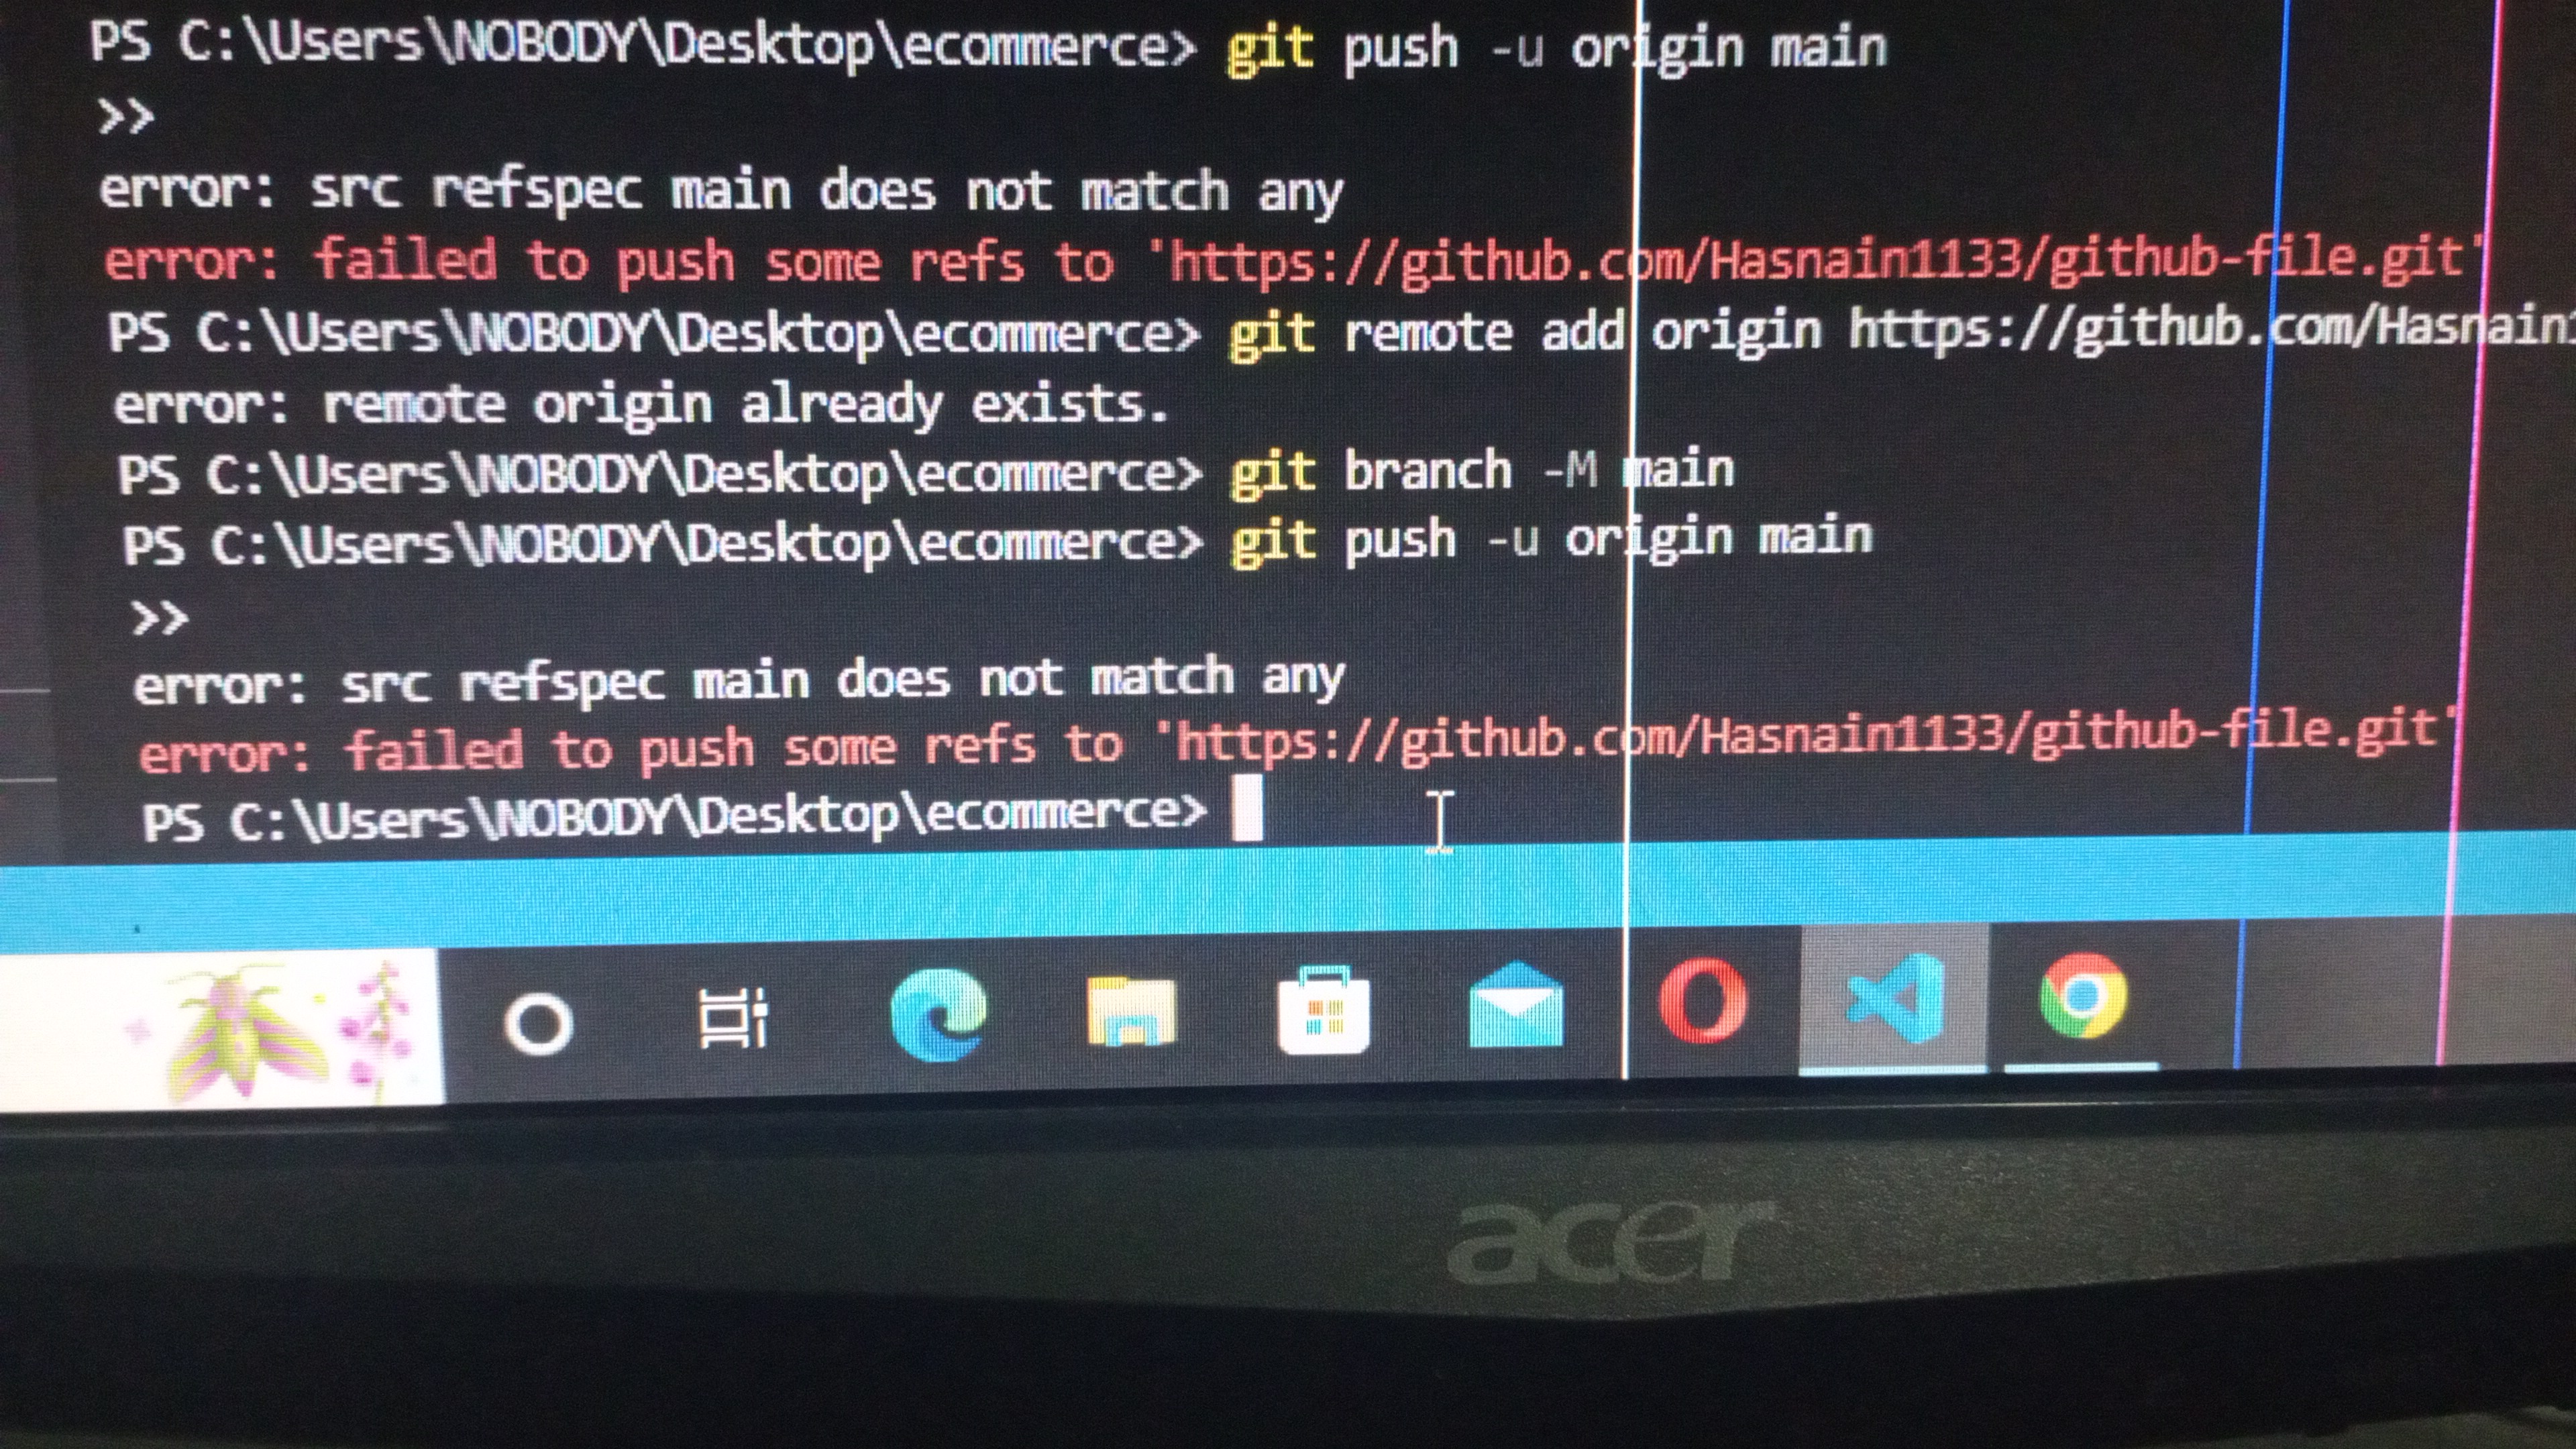 PS C:\Users\NOBODY\Desktop\ecommerce> git push -u origin main
>>
error: src refspec main does not match any
error: failed to push some refs to 'https://github.com/Hasnain1133/github-file.git'
PS C:\Users\NOBODY\Desktop\ecommerce> git remote add origin https://github.com/Hasnain1
error: remote origin already exists.
PS C:\Users\NOBODY\Desktop\ecommerce> git branch -M main
PS C:\Users\NOBODY\Desktop\ecommerce> git push -u origin main
>>
error: src refspec main does not match any
error: failed to push some refs to 'https://github.com/Hasnain1133/github-file.git'
PS C:\Users\NOBODY\Desktop\ecommerce>
acer